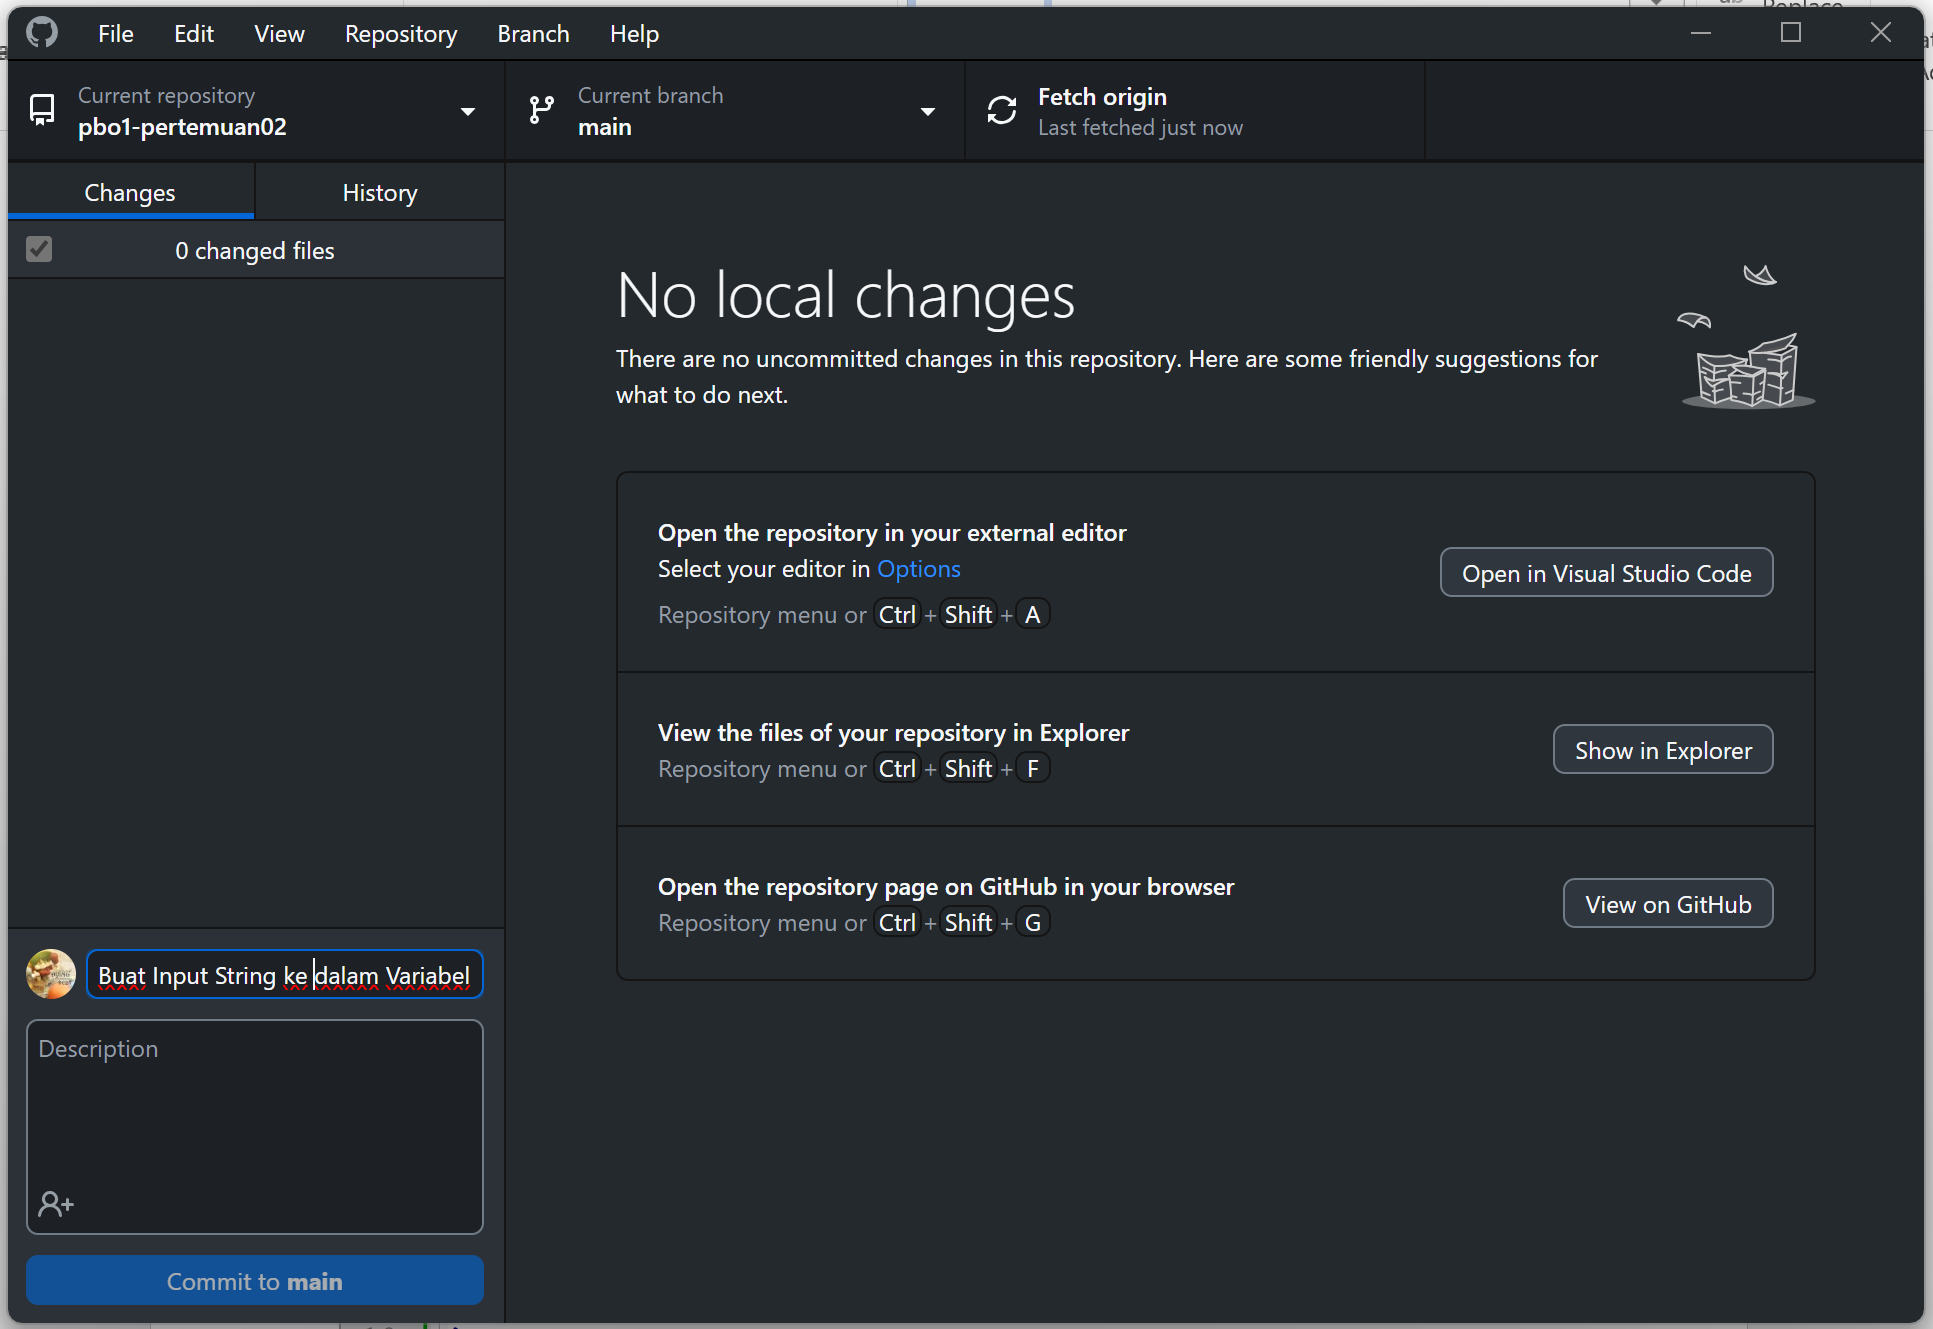 File Edit View Repository Branch Help
Current repository
pbo1-pertemuan02
Current branch
main
Fetch origin
Last fetched just now
Changes
History
0 changed files
No local changes
There are no uncommitted changes in this repository. Here are some friendly suggestions for
what to do next.
Open the repository in your external editor
Select your editor in Options
Repository menu or Ctrl + Shift + A
Open in Visual Studio Code
View the files of your repository in Explorer
Repository menu or Ctrl + Shift + F
Show in Explorer
Open the repository page on GitHub in your browser
Repository menu or Ctrl + Shift + G
View on GitHub
Buat Input String ke dalam Variabel
Description
Commit to main